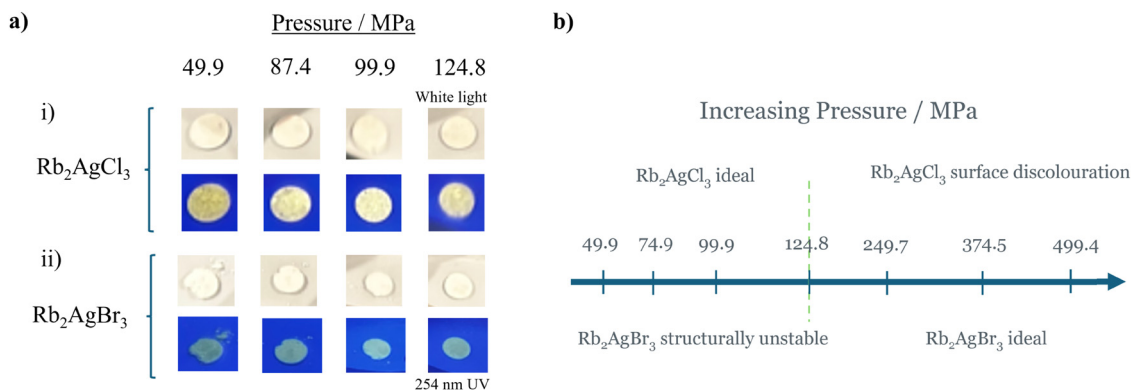 a)
Pressure / MPa
49.9 87.4 99.9 124.8
White light
i)
Rb₂AgCl₃
ii)
Rb₂AgBr₃
254 nm UV
b)
Increasing Pressure / MPa
Rb₂AgCl₃ ideal
Rb₂AgCl₃ surface discolouration
49.9 74.9 99.9 124.8 249.7 374.5 499.4
Rb₂AgBr₃ structurally unstable
Rb₂AgBr₃ ideal